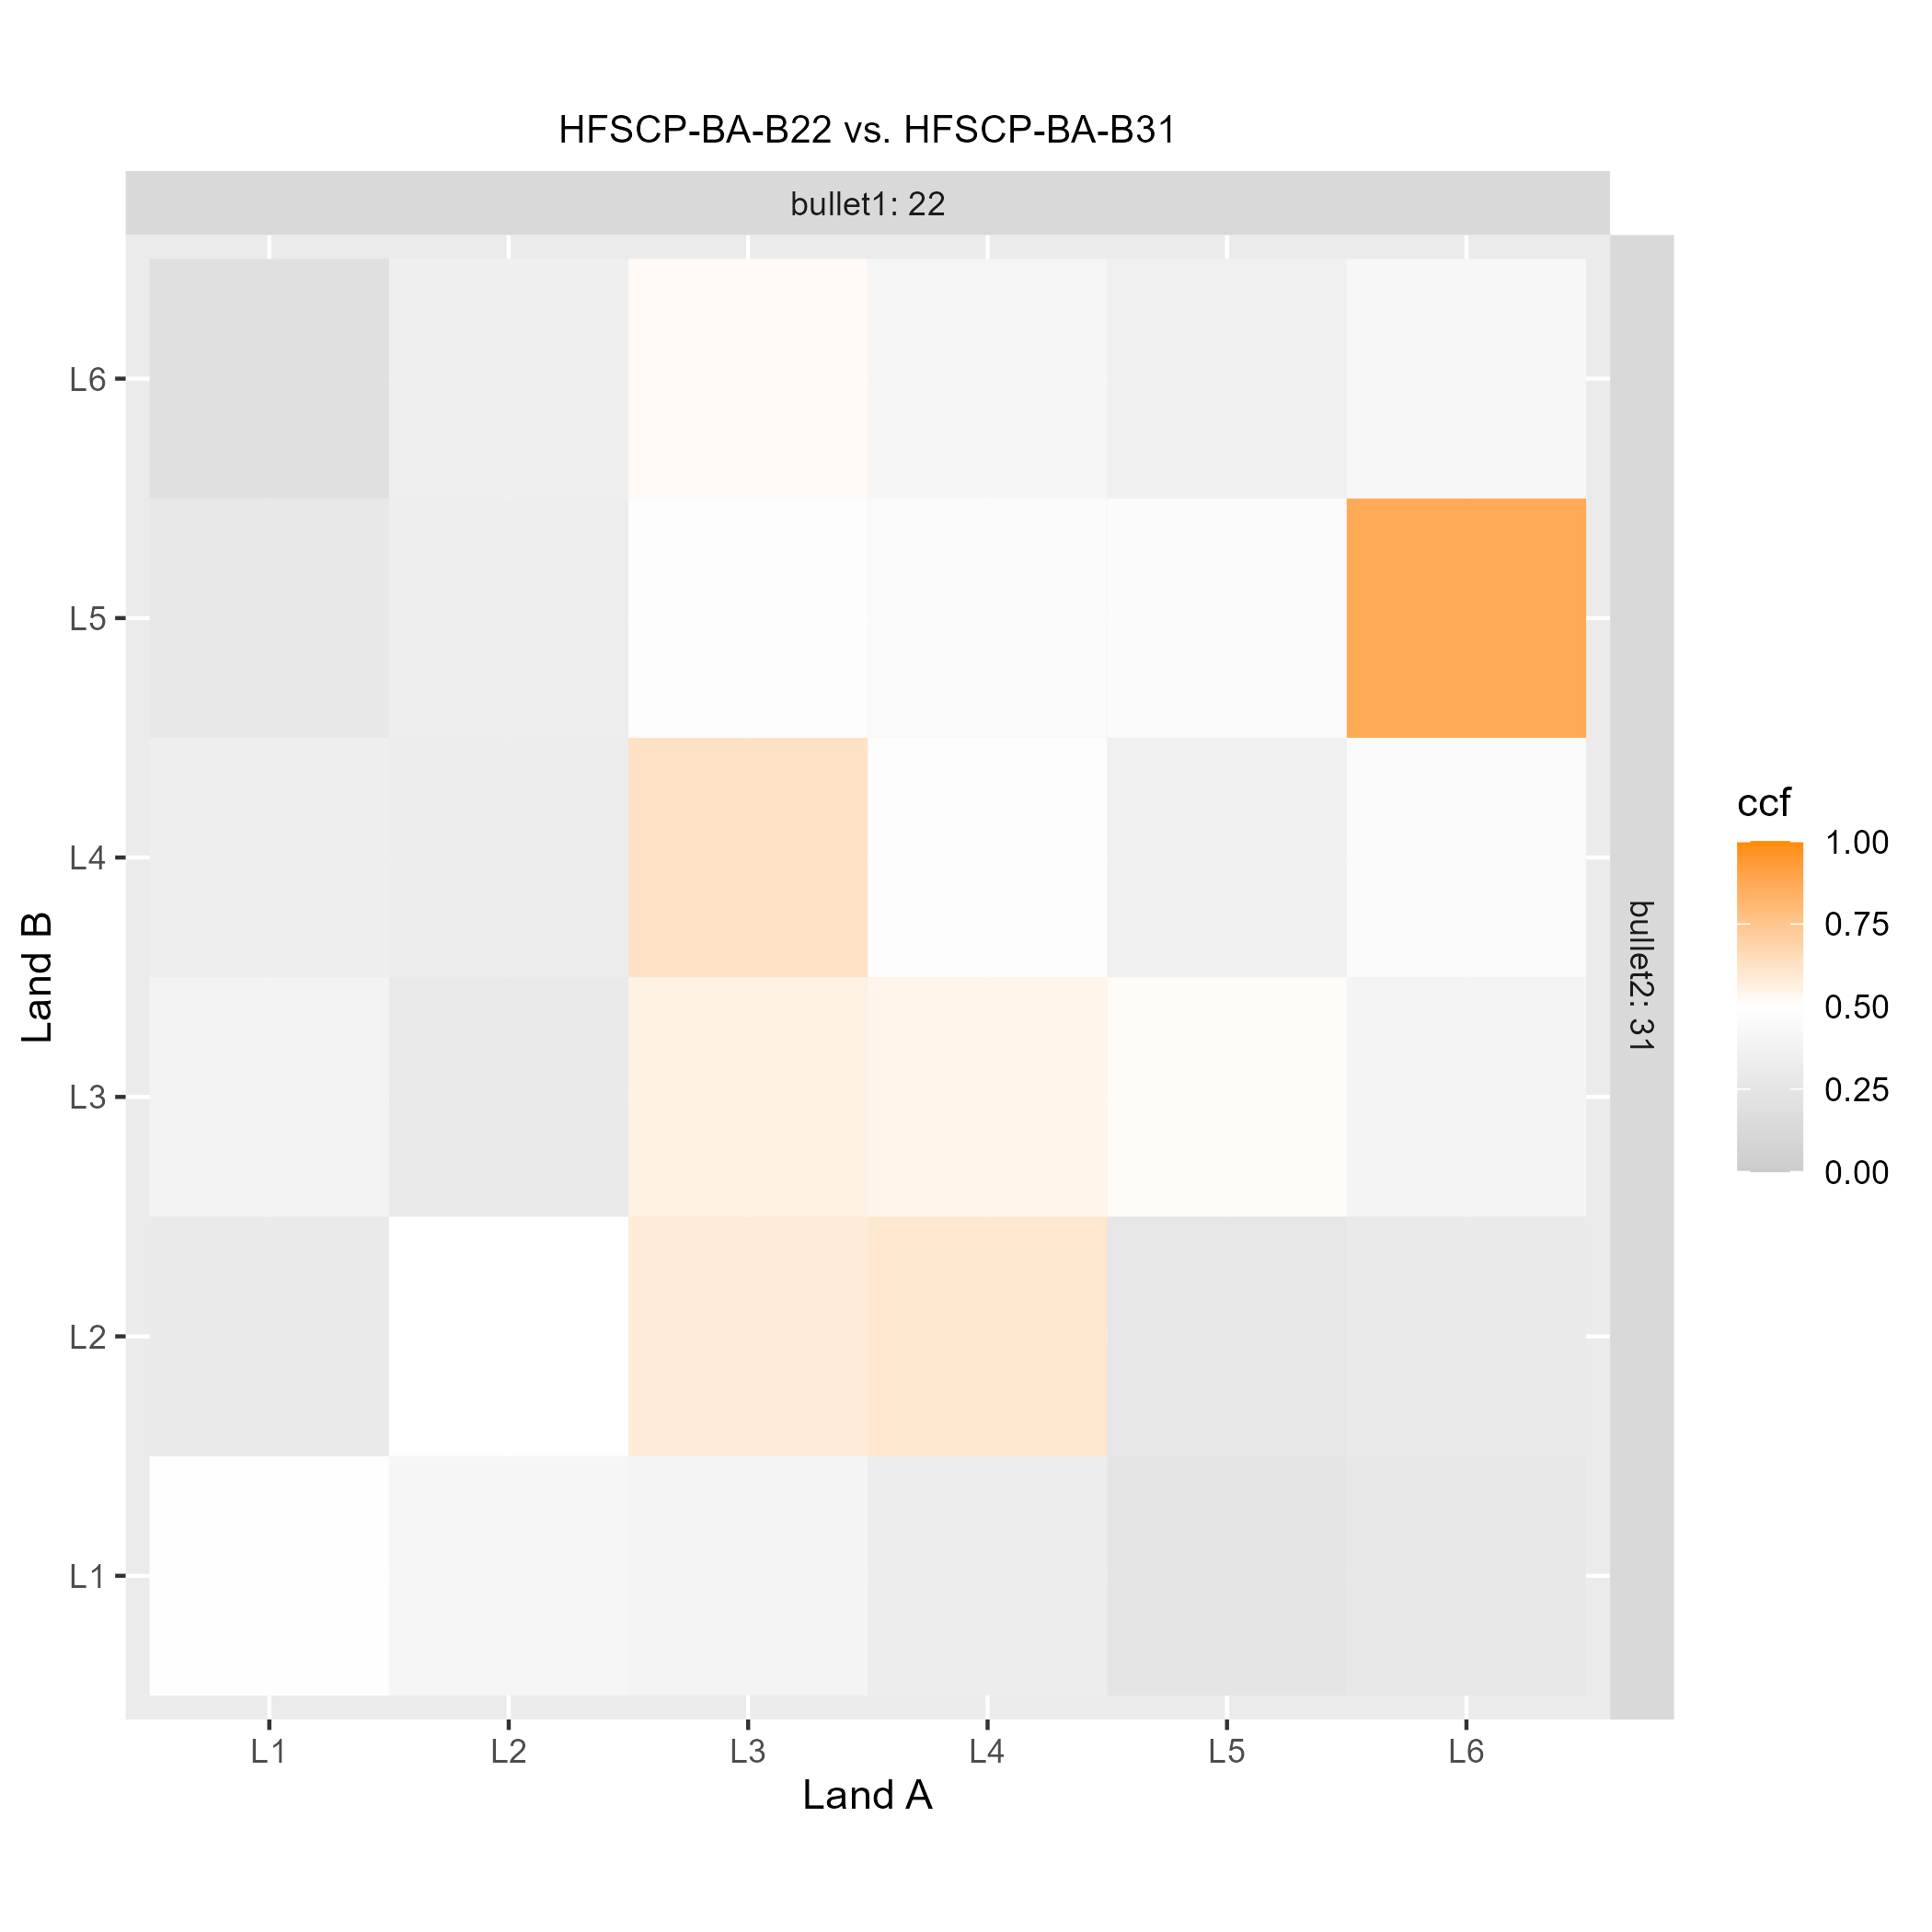 HFSCP-BA-B22 vs. HFSCP-BA-B31
bullet1: 22
L6
L5
L4
L3
L2
L1
Land B
bullet2: 31
L1 L2 L3 L4 L5 L6
Land A
ccf
1.00
0.75
0.50
0.25
0.00